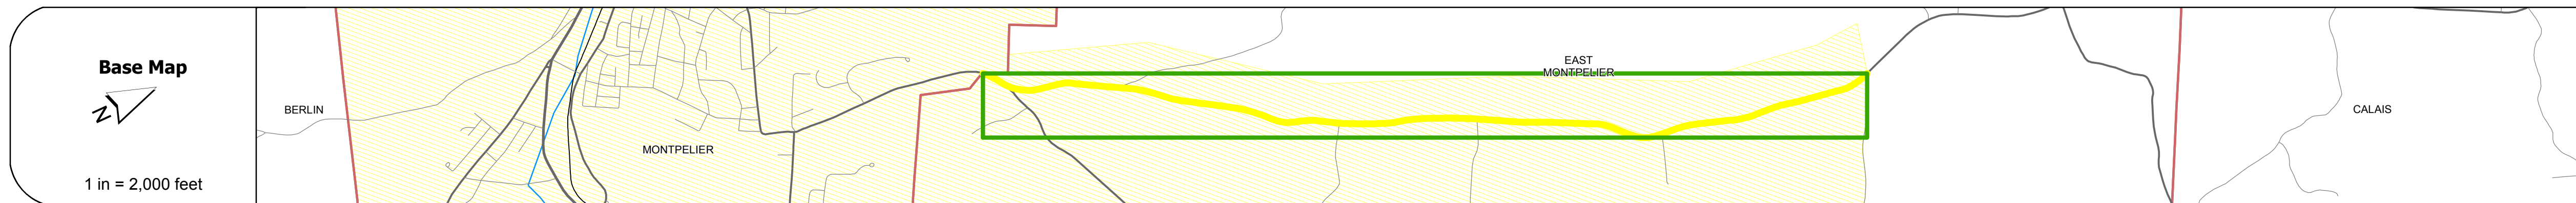 Base Map
N
1 in = 2,000 feet
BERLIN
MONTPELIER
EAST
MONTPELIER
CALAIS